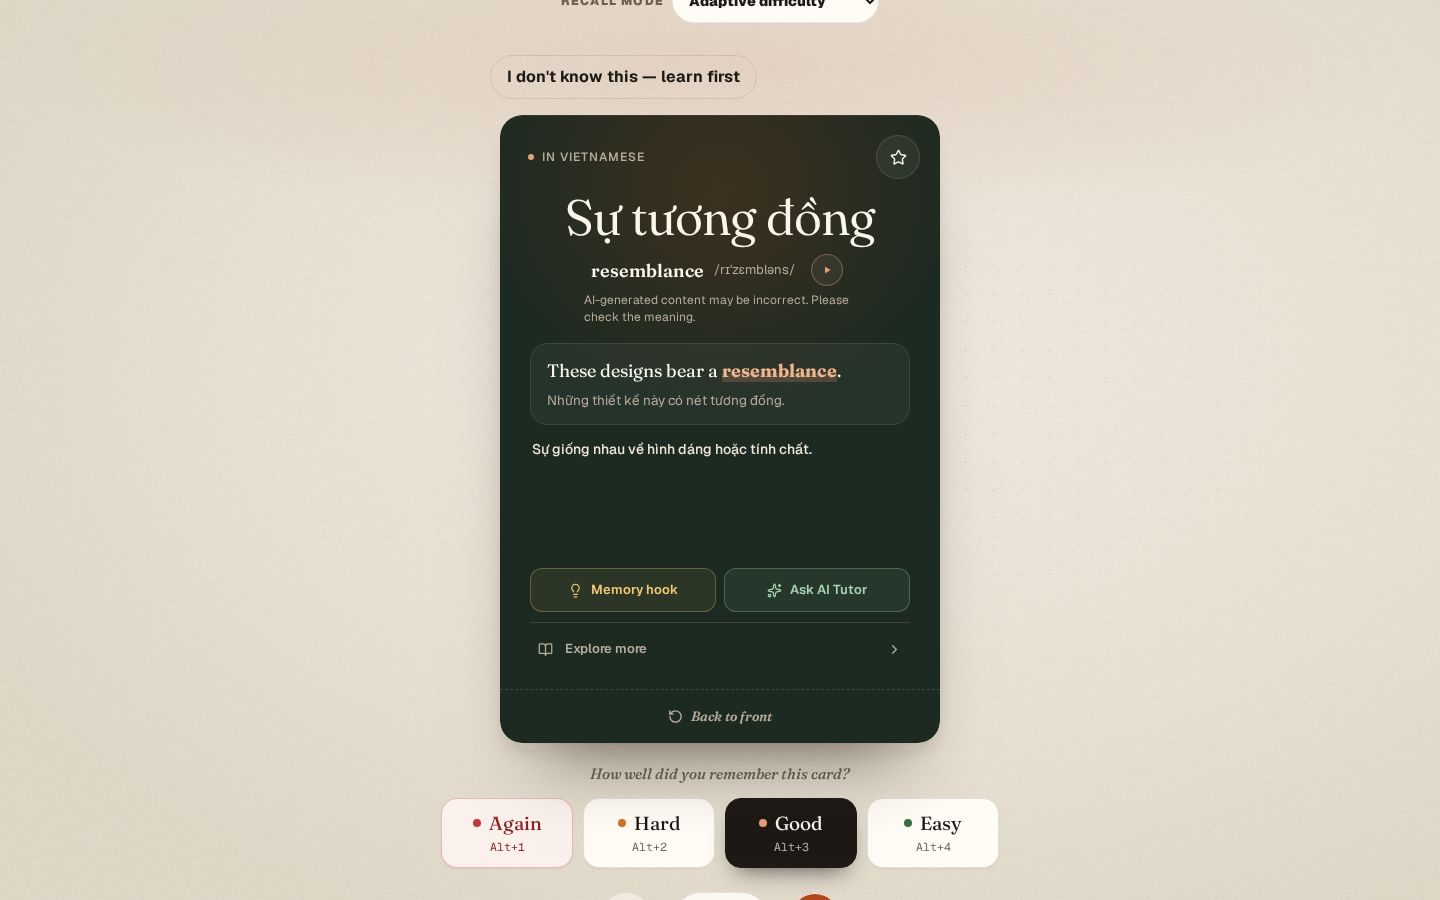 RECALL MODE Adaptive difficulty
I don't know this — learn first
IN VIETNAMESE
Sự tương đồng
resemblance /rɪˈzɛmbləns/
AI-generated content may be incorrect. Please
check the meaning.
These designs bear a resemblance.
Những thiết kế này có nét tương đồng.
Sự giống nhau về hình dáng hoặc tính chất.
Memory hook
Ask AI Tutor
Explore more
Back to front
How well did you remember this card?
Again Hard Good Easy
Alt+1 Alt+2 Alt+3 Alt+4